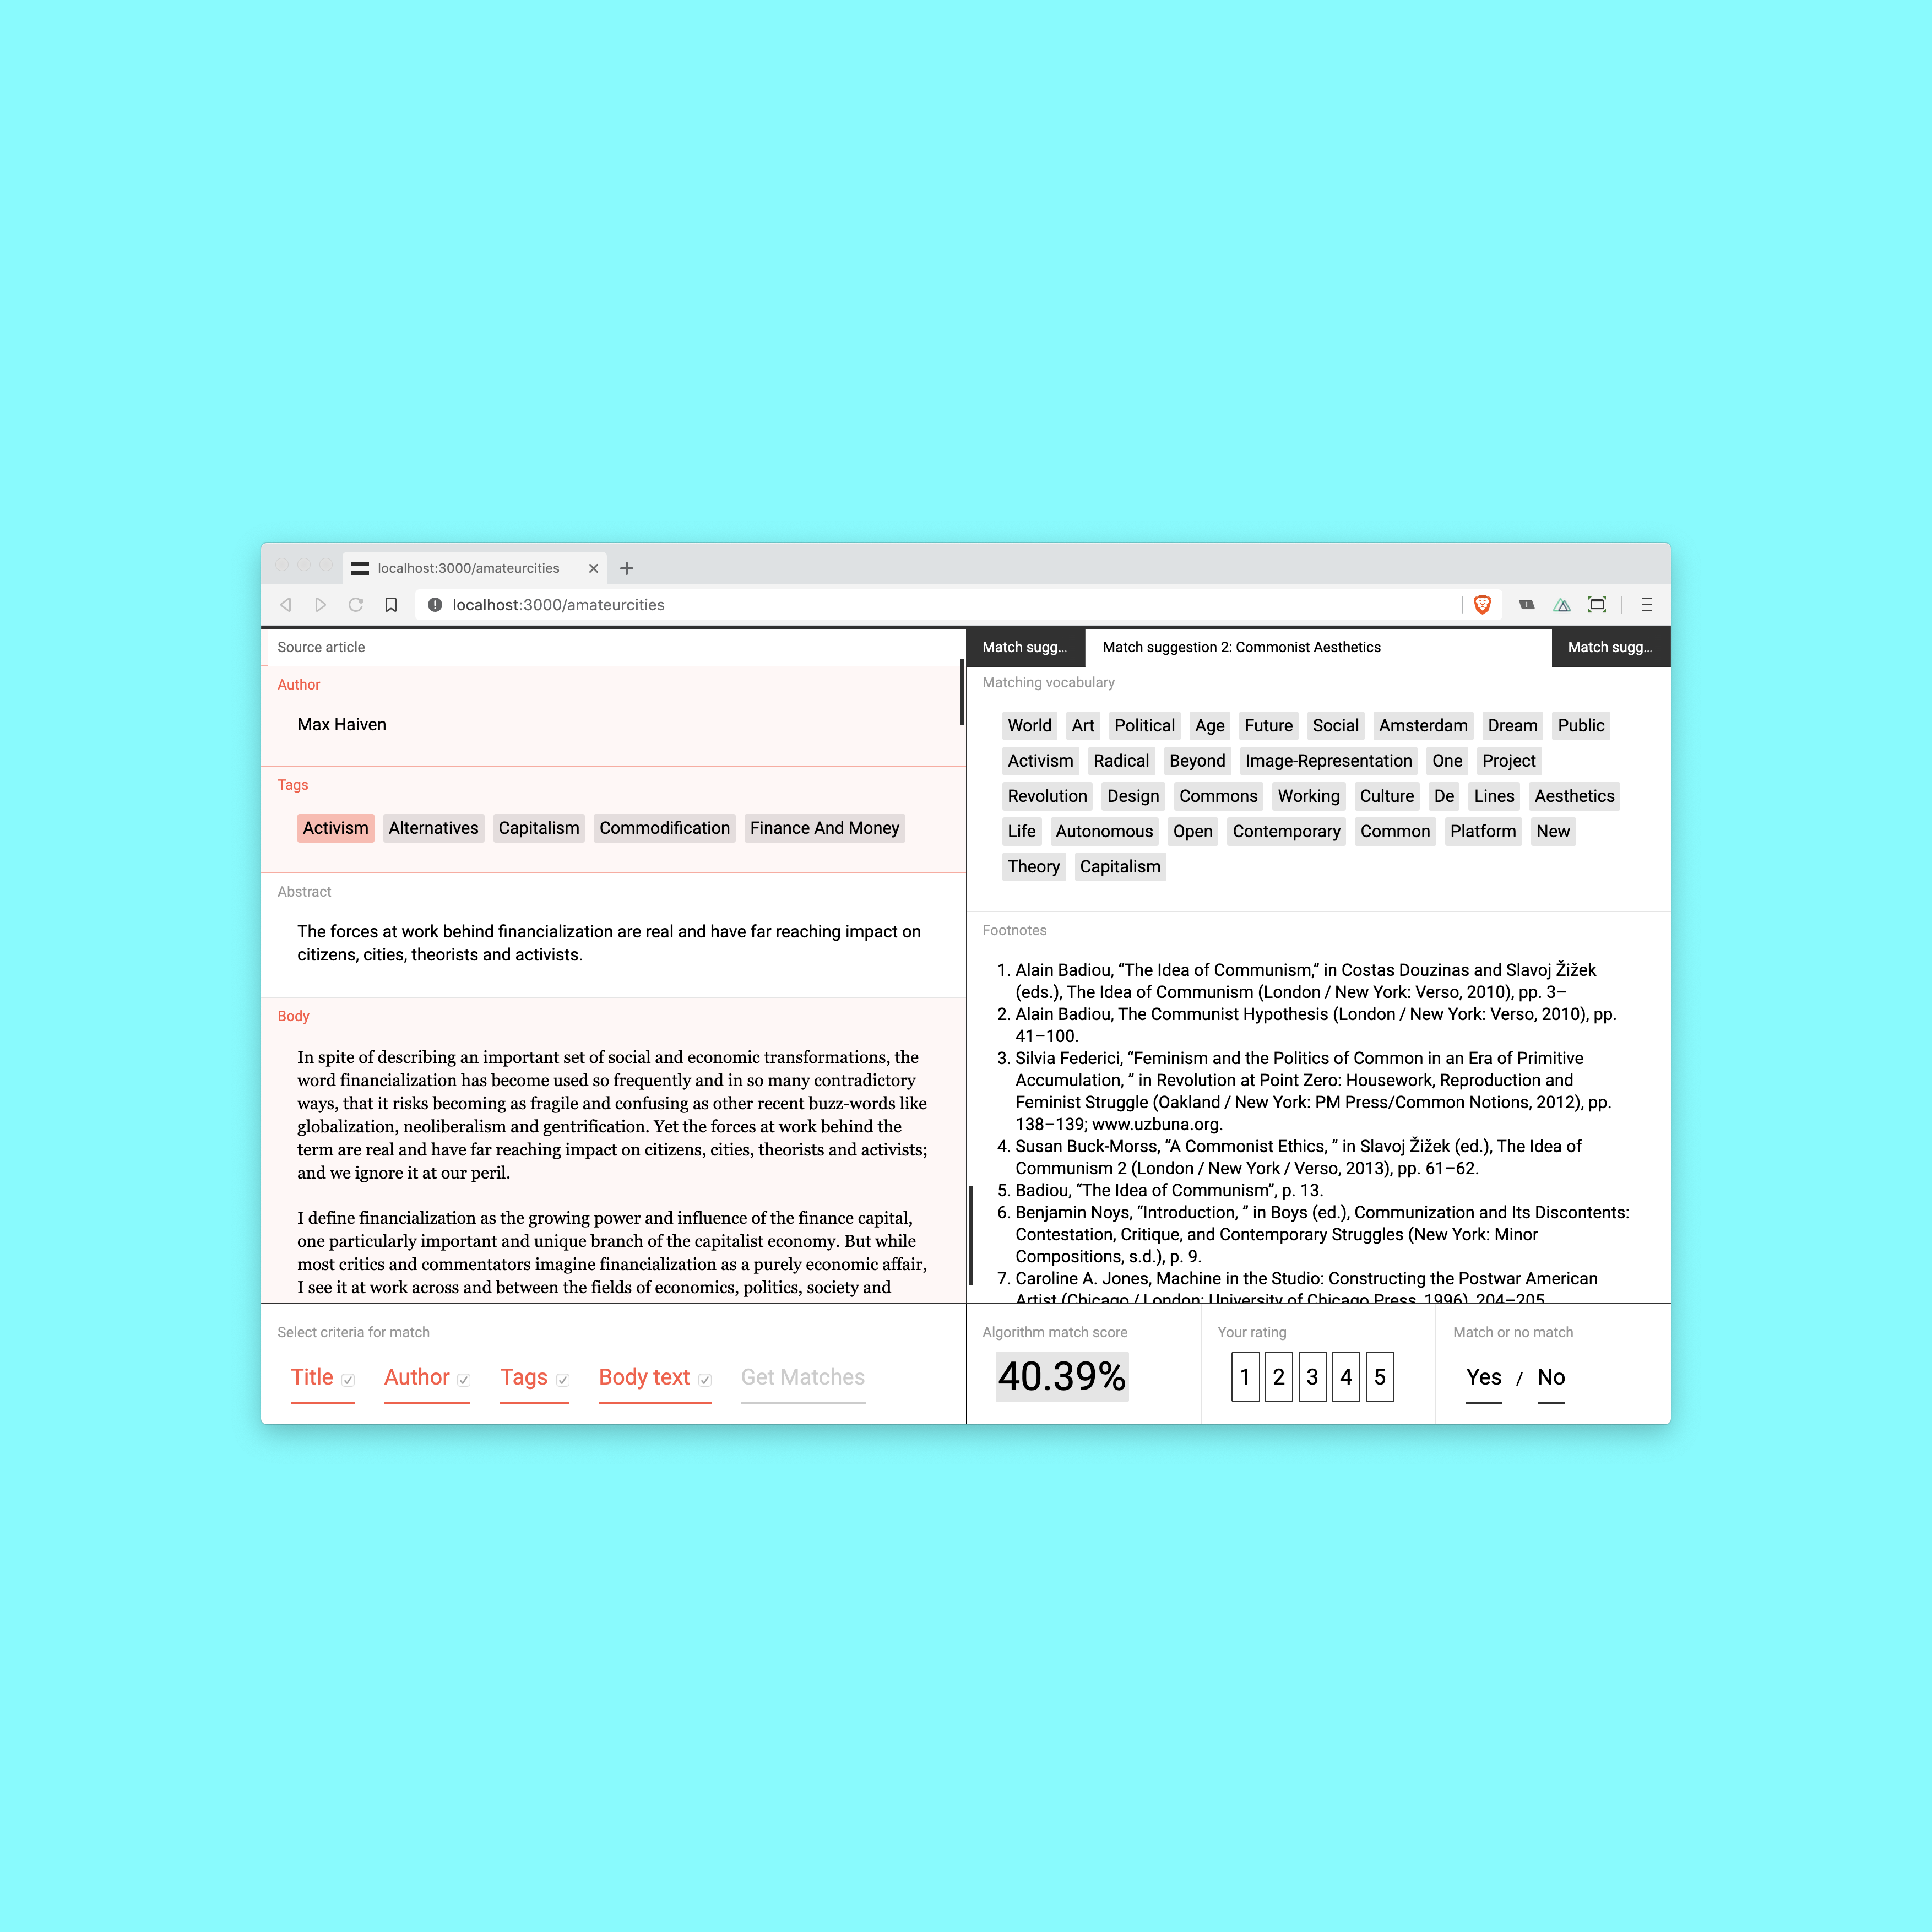 localhost:3000/amateurcities
localhost:3000/amateurcities
Source article
Author
Max Haiven
Tags
Activism Alternatives Capitalism Commodification Finance And Money
Abstract
The forces at work behind financialization are real and have far reaching impact on
citizens, cities, theorists and activists.
Body
In spite of describing an important set of social and economic transformations, the
word financialization has become used so frequently and in so many contradictory
ways, that it risks becoming as fragile and confusing as other recent buzz-words like
globalization, neoliberalism and gentrification. Yet the forces at work behind the
term are real and have far reaching impact on citizens, cities, theorists and activists;
and we ignore it at our peril.
I define financialization as the growing power and influence of the finance capital,
one particularly important and unique branch of the capitalist economy. But while
most critics and commentators imagine financialization as a purely economic affair,
I see it at work across and between the fields of economics, politics, society and
Select criteria for match
Title Author Tags Body text Get Matches
Match sugg... Match suggestion 2: Commonist Aesthetics Match sugg...
Matching vocabulary
World Art Political Age Future Social Amsterdam Dream Public
Activism Radical Beyond Image-Representation One Project
Revolution Design Commons Working Culture De Lines Aesthetics
Life Autonomous Open Contemporary Common Platform New
Theory Capitalism
Footnotes
1. Alain Badiou, “The Idea of Communism,” in Costas Douzinas and Slavoj Žižek
(eds.), The Idea of Communism (London / New York: Verso, 2010), pp. 3–
2. Alain Badiou, The Communist Hypothesis (London / New York: Verso, 2010), pp.
41–100.
3. Silvia Federici, “Feminism and the Politics of Common in an Era of Primitive
Accumulation, ” in Revolution at Point Zero: Housework, Reproduction and
Feminist Struggle (Oakland / New York: PM Press/Common Notions, 2012), pp.
138–139; www.uzbuna.org.
4. Susan Buck-Morss, “A Commonist Ethics, ” in Slavoj Žižek (ed.), The Idea of
Communism 2 (London / New York / Verso, 2013), pp. 61–62.
5. Badiou, “The Idea of Communism”, p. 13.
6. Benjamin Noys, “Introduction, ” in Boys (ed.), Communization and Its Discontents:
Contestation, Critique, and Contemporary Struggles (New York: Minor
Compositions, s.d.), p. 9.
7. Caroline A. Jones, Machine in the Studio: Constructing the Postwar American
Artist (Chicago / London: University of Chicago Press, 1996), 204–205
Algorithm match score
40.39%
Your rating
1 2 3 4 5
Match or no match
Yes / No